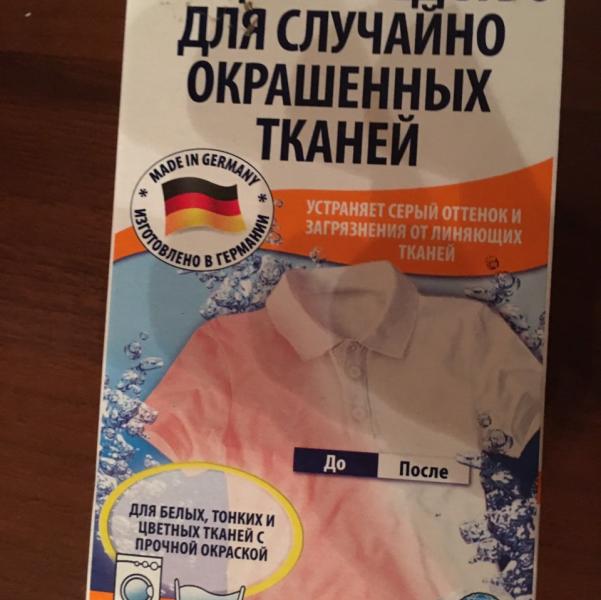 ДЛЯ СЛУЧАЙНО
ОКРАШЕННЫХ
ТКАНЕЙ
MADE IN GERMANY
ИЗГОТОВЛЕНО В ГЕРМАНИИ
УСТРАНЯЕТ СЕРЫЙ ОТТЕНОК И
ЗАГРЯЗНЕНИЯ ОТ ЛИНЯЮЩИХ
ТКАНЕЙ
До После
ДЛЯ БЕЛЫХ, ТОНКИХ И
ЦВЕТНЫХ ТКАНЕЙ С
ПРОЧНОЙ ОКРАСКОЙ